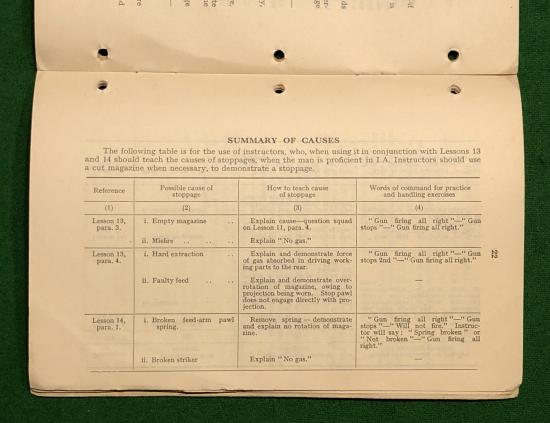 SUMMARY OF CAUSES
The following table is for the use of instructors, who, when using it in conjunction with Lessons 13
and 14 should teach the causes of stoppages, when the man is proficient in I.A. Instructors should use
a cut magazine when necessary, to demonstrate a stoppage.
Reference
Possible cause of
stoppage
How to teach cause
of stoppage
Words of command for practice
and handling exercises
(1)
(2)
(3)
(4)
Lesson 13,
para. 3.
i. Empty magazine ..
Explain cause—question squad
on Lesson 11, para. 4.
" Gun firing all right "—" Gun
stops "—" Gun firing all right."
ii. Misfire .. .. ..
Explain " No gas."
Lesson 13,
para. 4.
i. Hard extraction ..
Explain and demonstrate force
of gas absorbed in driving work-
ing parts to the rear.
" Gun firing all right "—" Gun
stops 2nd "—" Gun firing all right."
ii. Faulty feed .. ..
Explain and demonstrate over-
rotation of magazine, owing to
projection being worn. Stop pawl
does not engage directly with pro-
jection.
—
Lesson 14,
para. 1.
i. Broken feed-arm pawl
spring.
Remove spring — demonstrate
and explain no rotation of maga-
zine.
" Gun firing all right "—" Gun
stops "—" Will not fire." Instruc-
tor will say : " Spring broken " or
" Not broken "—" Gun firing all
right."
ii. Broken striker
Explain " No gas "
—
22